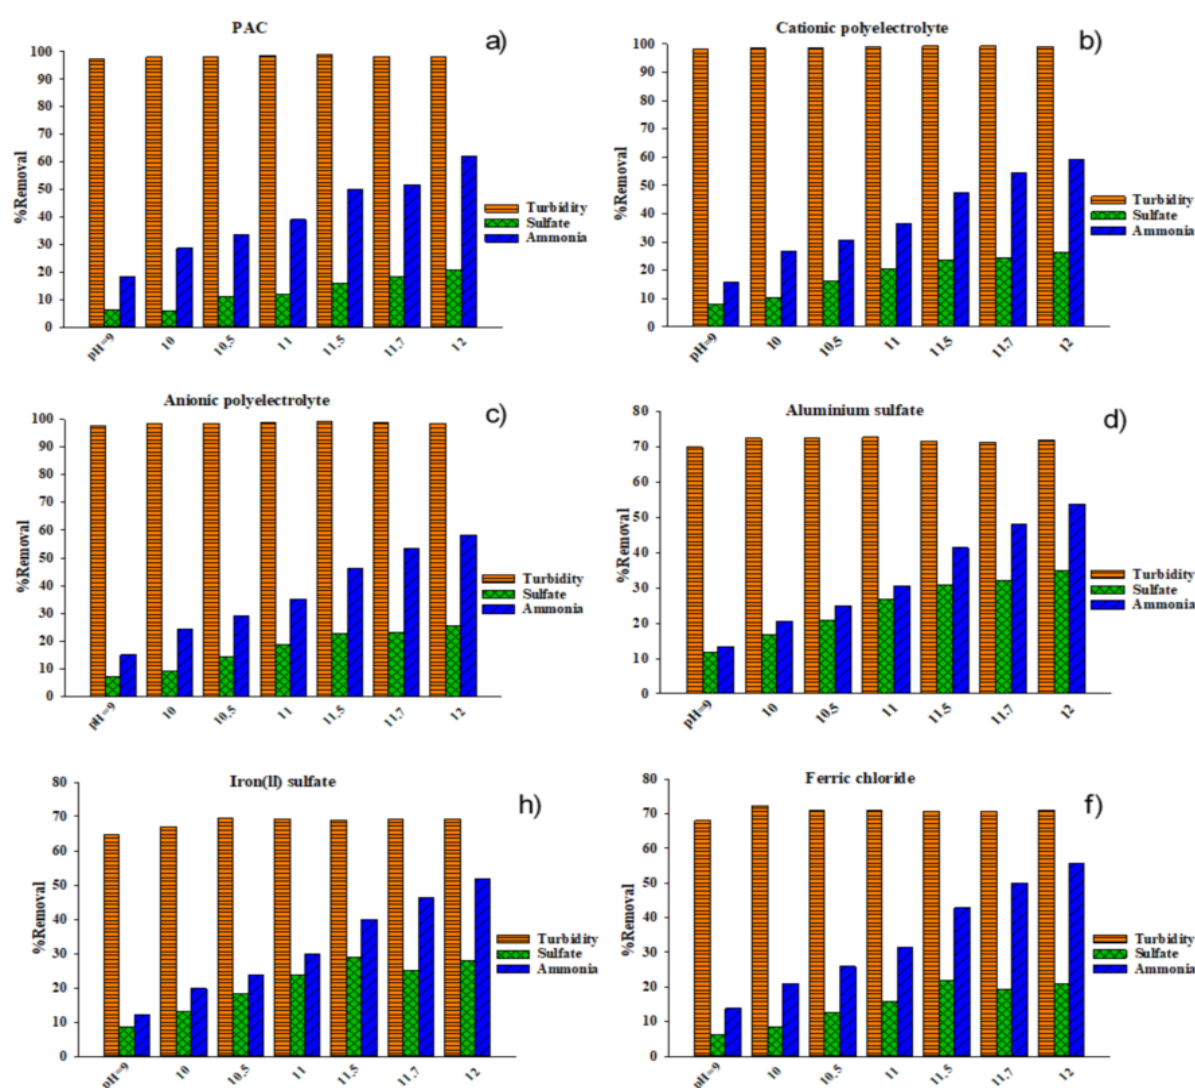 PAC
a)
100
90
80
70
60
50
40
30
20
10
0
%Removal
Turbidity
Sulfate
Ammonia
pH=9 10 10,5 11 11,5 11,7 12
Cationic polyelectrolyte
b)
100
90
80
70
60
50
40
30
20
10
0
%Removal
Turbidity
Sulfate
Ammonia
pH=9 10 10,5 11 11,5 11,7 12
Anionic polyelectrolyte
c)
100
90
80
70
60
50
40
30
20
10
0
%Removal
Turbidity
Sulfate
Ammonia
pH=9 10 10,5 11 11,5 11,7 12
Aluminium sulfate
d)
80
70
60
50
40
30
20
10
0
%Removal
Turbidity
Sulfate
Ammonia
pH=9 10 10,5 11 11,5 11,7 12
Iron(II) sulfate
h)
80
70
60
50
40
30
20
10
0
%Removal
Turbidity
Sulfate
Ammonia
pH=9 10 10,5 11 11,5 11,7 12
Ferric chloride
f)
80
70
60
50
40
30
20
10
0
%Removal
Turbidity
Sulfate
Ammonia
pH=9 10 10,5 11 11,5 11,7 12